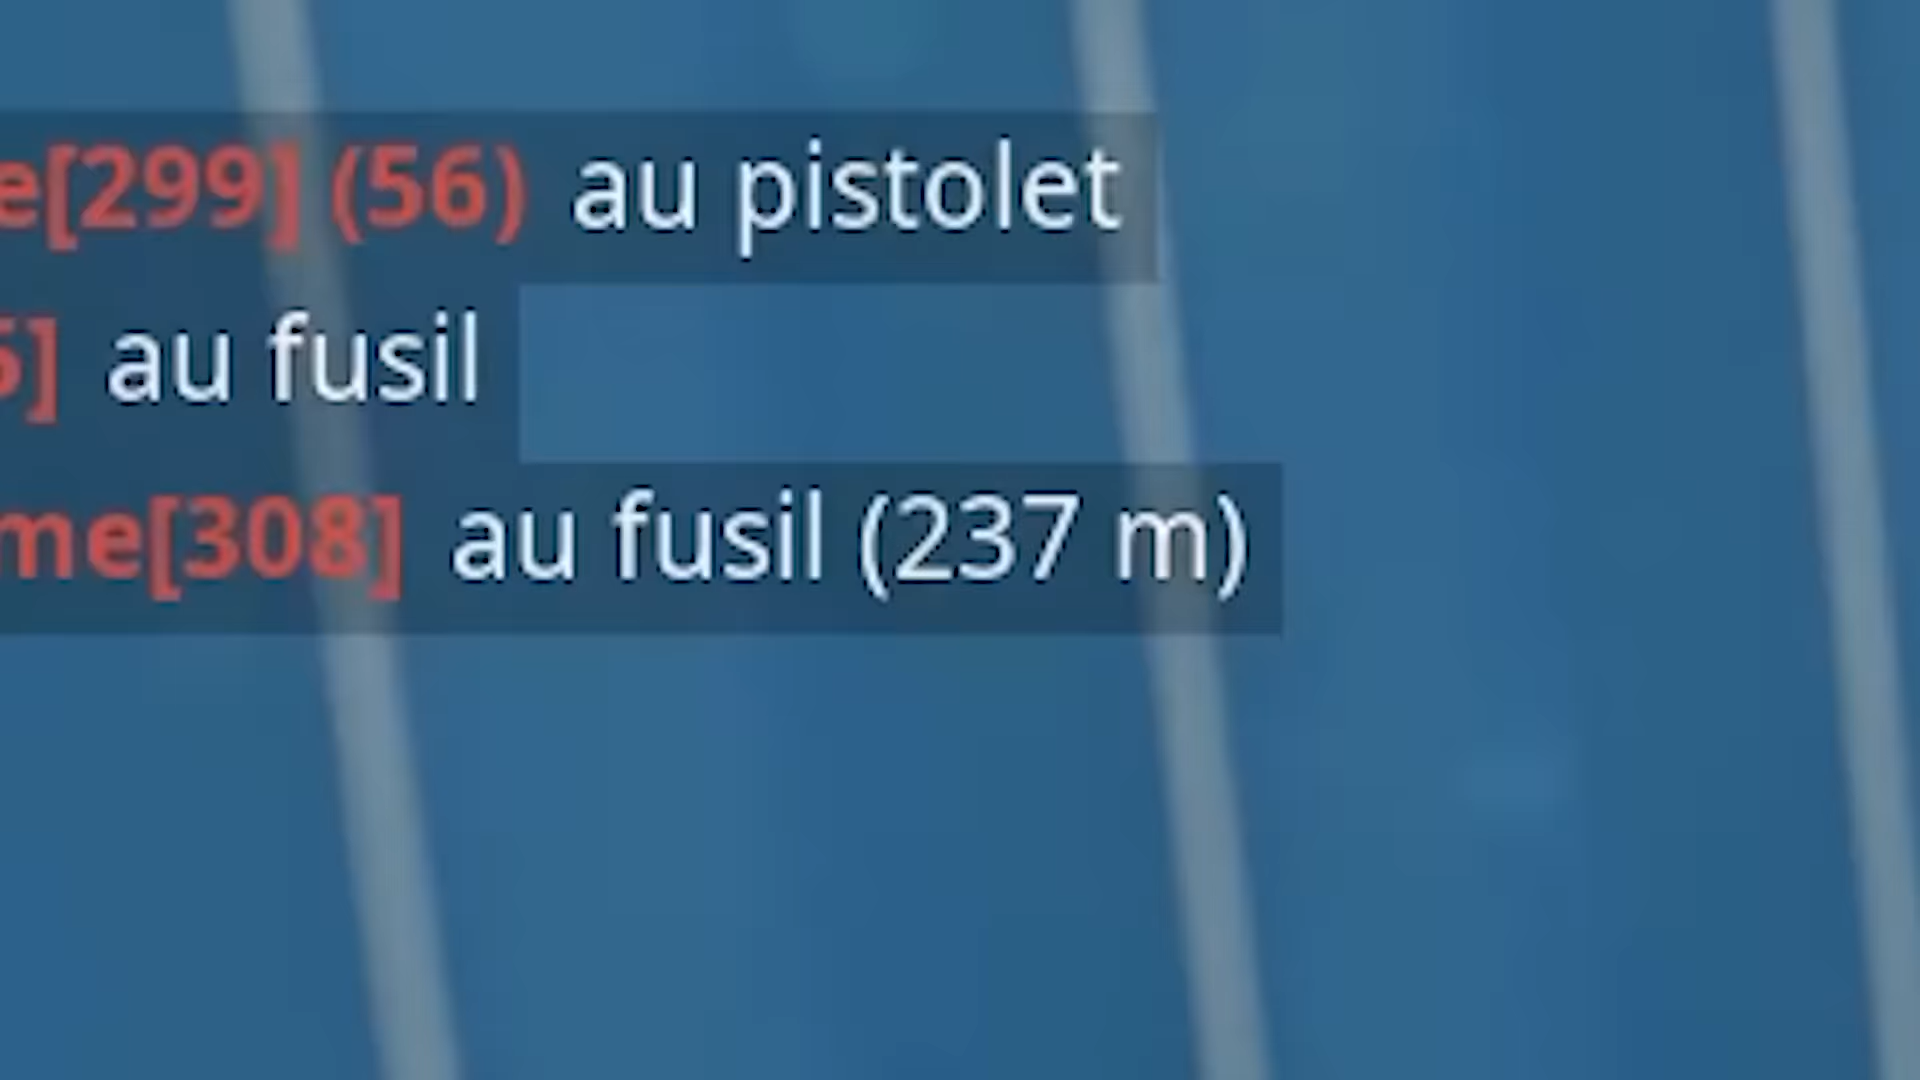 e[299] (56) au pistolet
5] au fusil
me[308] au fusil (237 m)